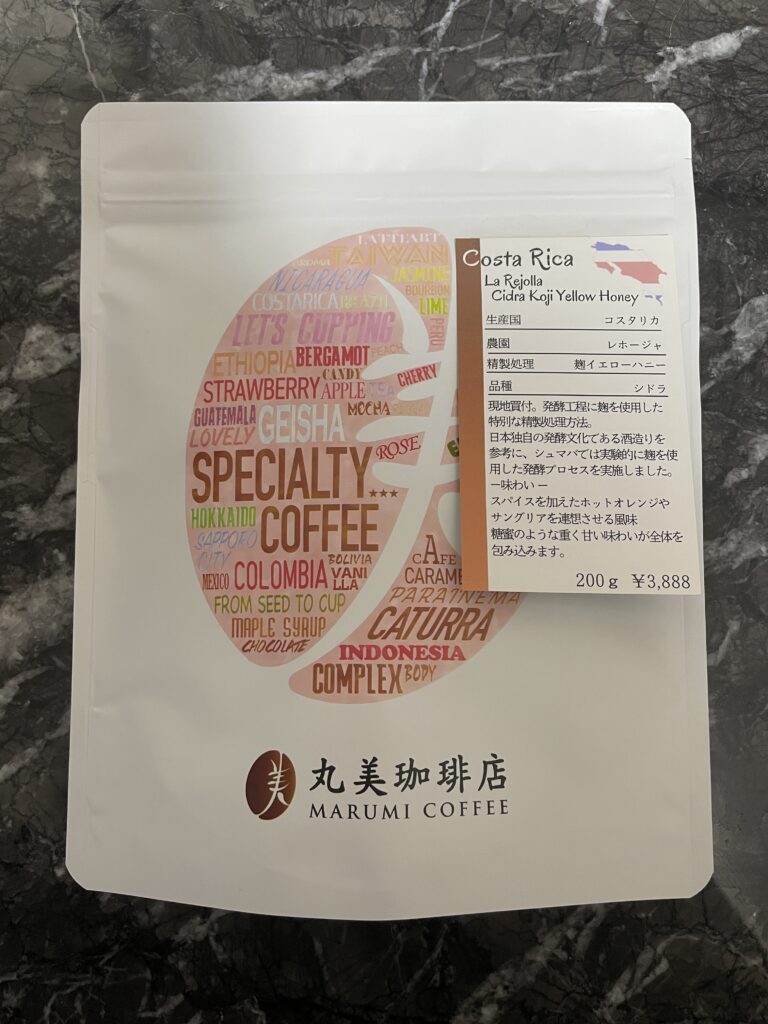 LATTEART
AROMA TAIWAN
NICARAGUA JASMINE
BOURBON
COSTARICA BRAZIL LIME
LET'S CUPPING PERU
ETHIOPIA BERGAMOT PEACH
CANDY
STRAWBERRY APPLE TEA CHERRY
GUATEMALA MOCHA
LOVELY GEISHA ROSE
SPECIALTY...
HOKKAIDO COFFEE
SAPPORO
CITY BOLIVIA
MEXICO COLOMBIA VANI
LLA
FROM SEED TO CUP
MAPLE SYRUP
CHOCOLATE
CAFE
CARAME
PARAINEMA
CATURRA
INDONESIA
COMPLEX BODY
Costa Rica
La Rejolla
Cidra Koji Yellow Honey
生産国 コスタリカ
農園 レホージャ
精製処理 麹イエローハニー
品種 シドラ
現地買付。発酵工程に麹を使用した
特別な精製処理方法。
日本独自の発酵文化である酒造りを
参考に、シュマバでは実験的に麹を使
用した発酵プロセスを実施しました。
ー味わいー
スパイスを加えたホットオレンジや
サングリアを連想させる風味
糖蜜のような重く甘い味わいが全体を
包み込みます。
200g ¥3,888
美 丸美珈琲店
MARUMI COFFEE